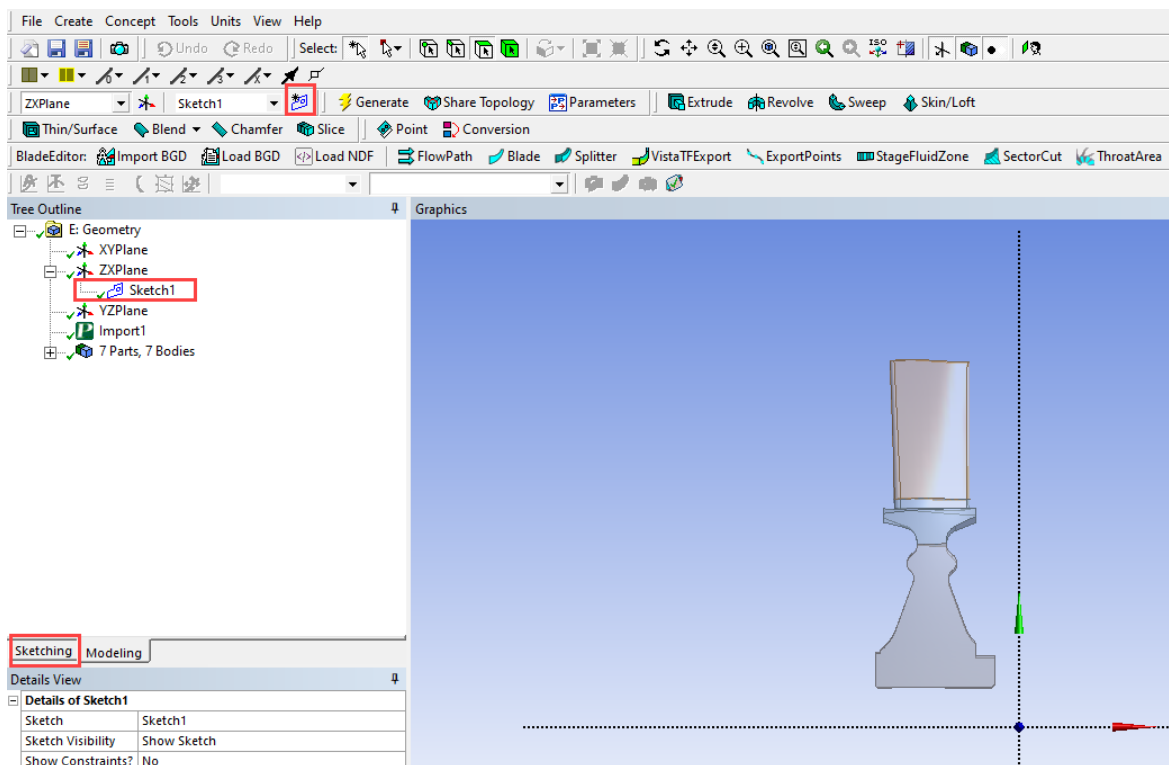 File Create Concept Tools Units View Help
Undo Redo Select: ISO
ZXPlane Sketch1 Generate Share Topology Parameters Extrude Revolve Sweep Skin/Loft
Thin/Surface Blend Chamfer Slice Point Conversion
BladeEditor: Import BGD Load BGD Load NDF FlowPath Blade Splitter VistaTFExport ExportPoints StageFluidZone SectorCut ThroatArea
Tree Outline Graphics
E: Geometry
XYPlane
ZXPlane
Sketch1
YZPlane
Import1
7 Parts, 7 Bodies
Sketching Modeling
Details View
Details of Sketch1
Sketch Sketch1
Sketch Visibility Show Sketch
Show Constraints? No